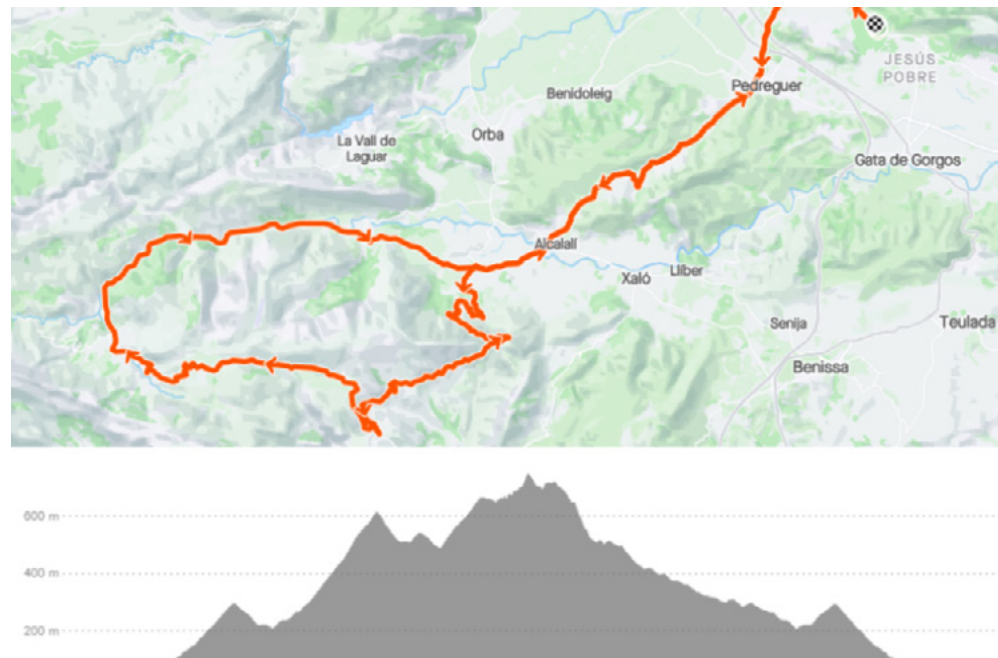 JESÚS
POBRE
Pedreguer
Benidoleig
Orba
La Vall de
Laguar
Gata de Gorgos
Alcalalí
Xaló
Llíber
Senija
Teulada
Benissa
600 m
400 m
200 m